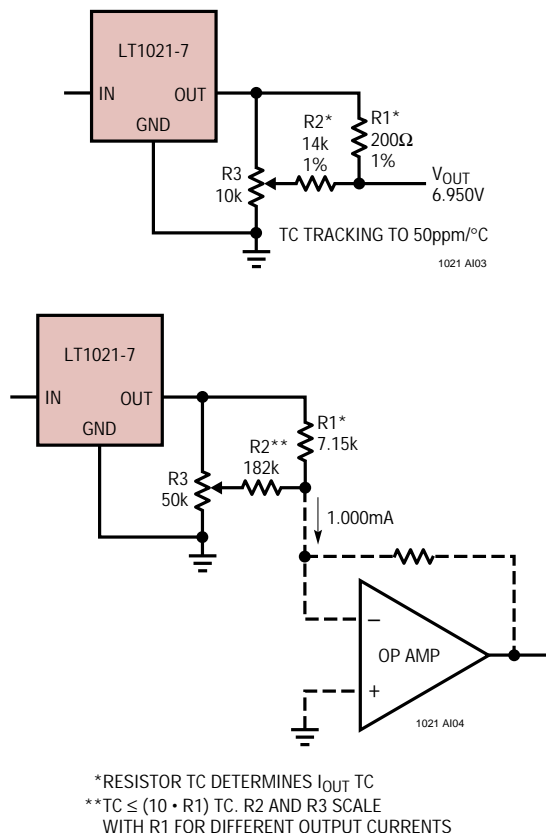 LT1021-7
IN
OUT
GND
R3
10k
R2*
14k
1%
R1*
200Ω
1%
VOUT
6.950V
TC TRACKING TO 50ppm/°C
1021 AI03
LT1021-7
IN
OUT
GND
R3
50k
R2**
182k
R1*
7.15k
1.000mA
–
OP AMP
+
1021 AI04
*RESISTOR TC DETERMINES IOUT TC
**TC ≤ (10 • R1) TC. R2 AND R3 SCALE
WITH R1 FOR DIFFERENT OUTPUT CURRENTS